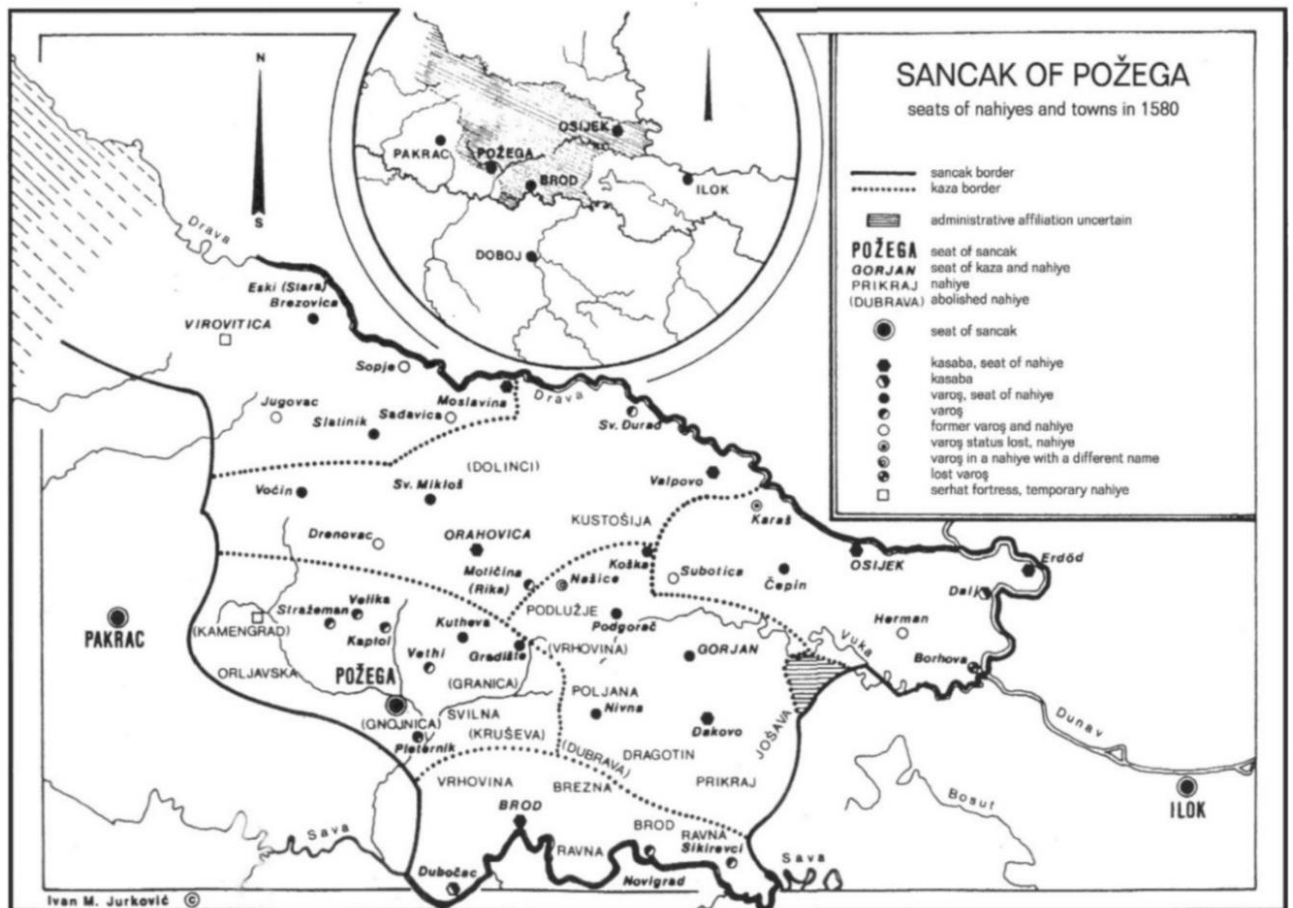 SANCAK OF POŽEGA
seats of nahiyes and towns in 1580
sancak border
kaza border
administrative affiliation uncertain
POŽEGA seat of sancak
GORJAN seat of kaza and nahiye
PRIKRAJ nahiye
(DUBRAVA) abolished nahiye
seat of sancak
kasaba, seat of nahiye
kasaba
varoş, seat of nahiye
varoş
former varoş and nahiye
varoş status lost, nahiye
varoş in a nahiye with a different name
lost varoş
serhat fortress, temporary nahiye
N
S
OSIJEK
PAKRAC
POŽEGA
BROD
ILOK
DOBOJ
Drava
Eski (Stara)
Brezovica
VIROVITICA
Sopje
Moslavina
Drava
Jugovac
Sadavica
Slatinik
Sv. Đurađ
(DOLINCI)
Valpovo
Voćin
Sv. Mikloš
Karaš
KUSTOŠIJA
Drenovac
ORAHOVICA
Koška
OSIJEK
Erdöd
Motičina
(Rika)
Našice
Subotica
Čepin
Dalj
PODLUŽJE
Velika
Stražeman
(KAMENGRAD)
Kaptol
Kutheva
Podgorač
Herman
PAKRAC
Vethi
Gradište
(VRHOVINA)
GORJAN
Vuka
Borhova
ORLJAVSKA
POŽEGA
(GRANICA)
POLJANA
Nivna
(GNOJNICA)
SVILNA
(KRUŠEVA)
Pleternik
(DUBRAVA)
Đakovo
DRAGOTIN
JOŠAVA
Dunav
VRHOVINA
BREZNA
PRIKRAJ
Bosut
ILOK
BROD
BROD
RAVNA
Sikirevci
Sava
RAVNA
Sava
Dubočac
Novigrad
Ivan M. Jurković ©